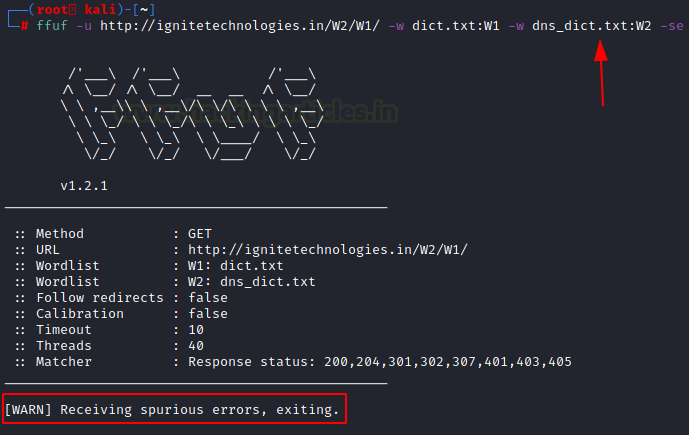 (root kali)-[~]
# ffuf -u http://ignitetechnologies.in/W2/W1/ -w dict.txt:W1 -w dns_dict.txt:W2 -se
v1.2.1
:: Method : GET
:: URL : http://ignitetechnologies.in/W2/W1/
:: Wordlist : W1: dict.txt
:: Wordlist : W2: dns_dict.txt
:: Follow redirects : false
:: Calibration : false
:: Timeout : 10
:: Threads : 40
:: Matcher : Response status: 200,204,301,302,307,401,403,405
[WARN] Receiving spurious errors, exiting.